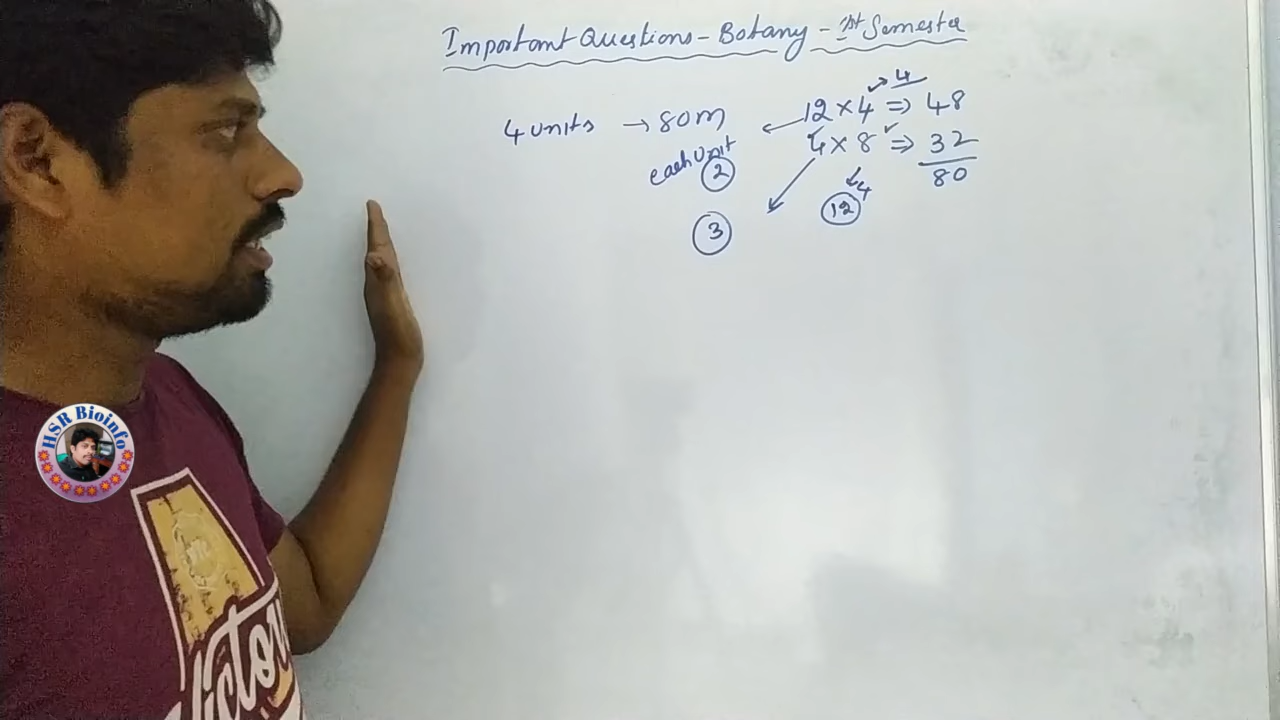 Important Questions - Botany - 1st Semester
4 units → 80m
each unit
2
3
4
12 × 4 ⇒ 48
4 × 8 ⇒ 32
80
4
12
HSR Bioinfo
Victory